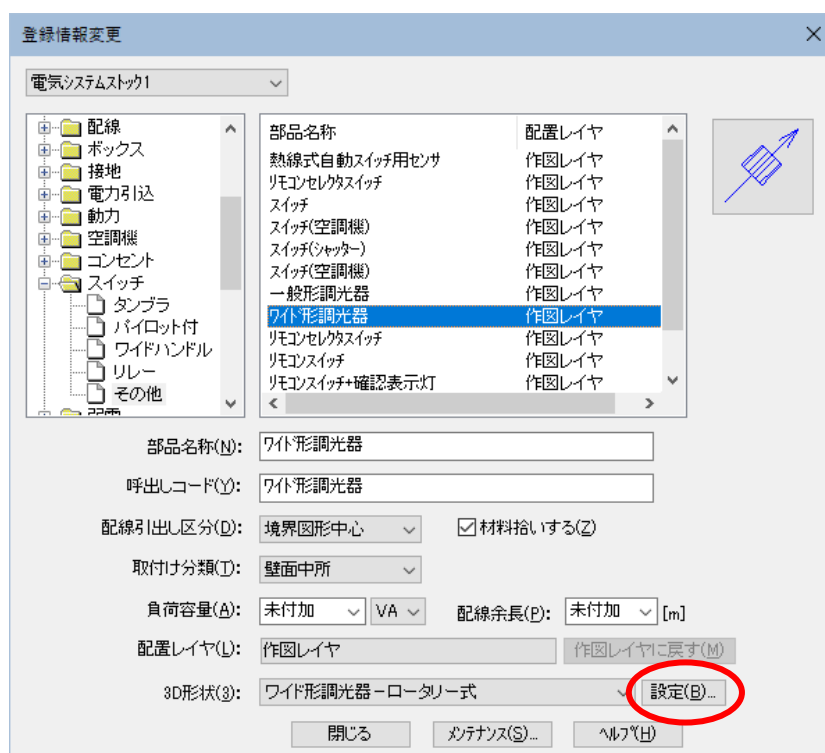 登録情報変更
電気ｼｽﾃﾑｽﾄｯｸ1
配線
ボックス
接地
電力引込
動力
空調機
コンセント
スイッチ
タンブラ
パイロット付
ワイドハンドル
リレー
その他
部品名称 配置レイヤ
熱線式自動ｽｲｯﾁ用ｾﾝｻ 作図レイヤ
ﾘﾓｺﾝｾﾚｸﾀｽｲｯﾁ 作図レイヤ
スイッチ 作図レイヤ
スイッチ(空調機) 作図レイヤ
スイッチ(ｼｬｯﾀｰ) 作図レイヤ
スイッチ(空調機) 作図レイヤ
一般形調光器 作図レイヤ
ﾜｲﾄﾞ形調光器 作図レイヤ
ﾘﾓｺﾝｾﾚｸﾀｽｲｯﾁ 作図レイヤ
ﾘﾓｺﾝｽｲｯﾁ 作図レイヤ
ﾘﾓｺﾝｽｲｯﾁ+確認表示灯 作図レイヤ
部品名称(N): ﾜｲﾄﾞ形調光器
呼出しコード(Y): ﾜｲﾄﾞ形調光器
配線引出し区分(D): 境界図形中心 材料拾いする(Z)
取付け分類(T): 壁面中所
負荷容量(A): 未付加 VA 配線余長(P): 未付加 [m]
配置レイヤ(L): 作図レイヤ 作図レイヤに戻す(M)
3D形状(3): ワイド形調光器－ロータリー式 設定(B)...
閉じる ﾒﾝﾃﾅﾝｽ(S)... ﾍﾙﾌﾟ(H)